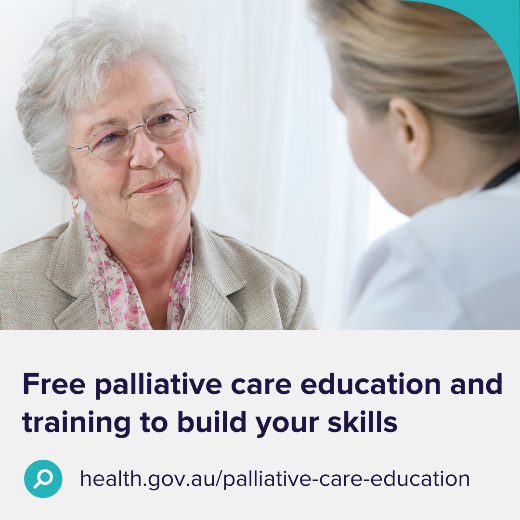 Free palliative care education and
training to build your skills
health.gov.au/palliative-care-education